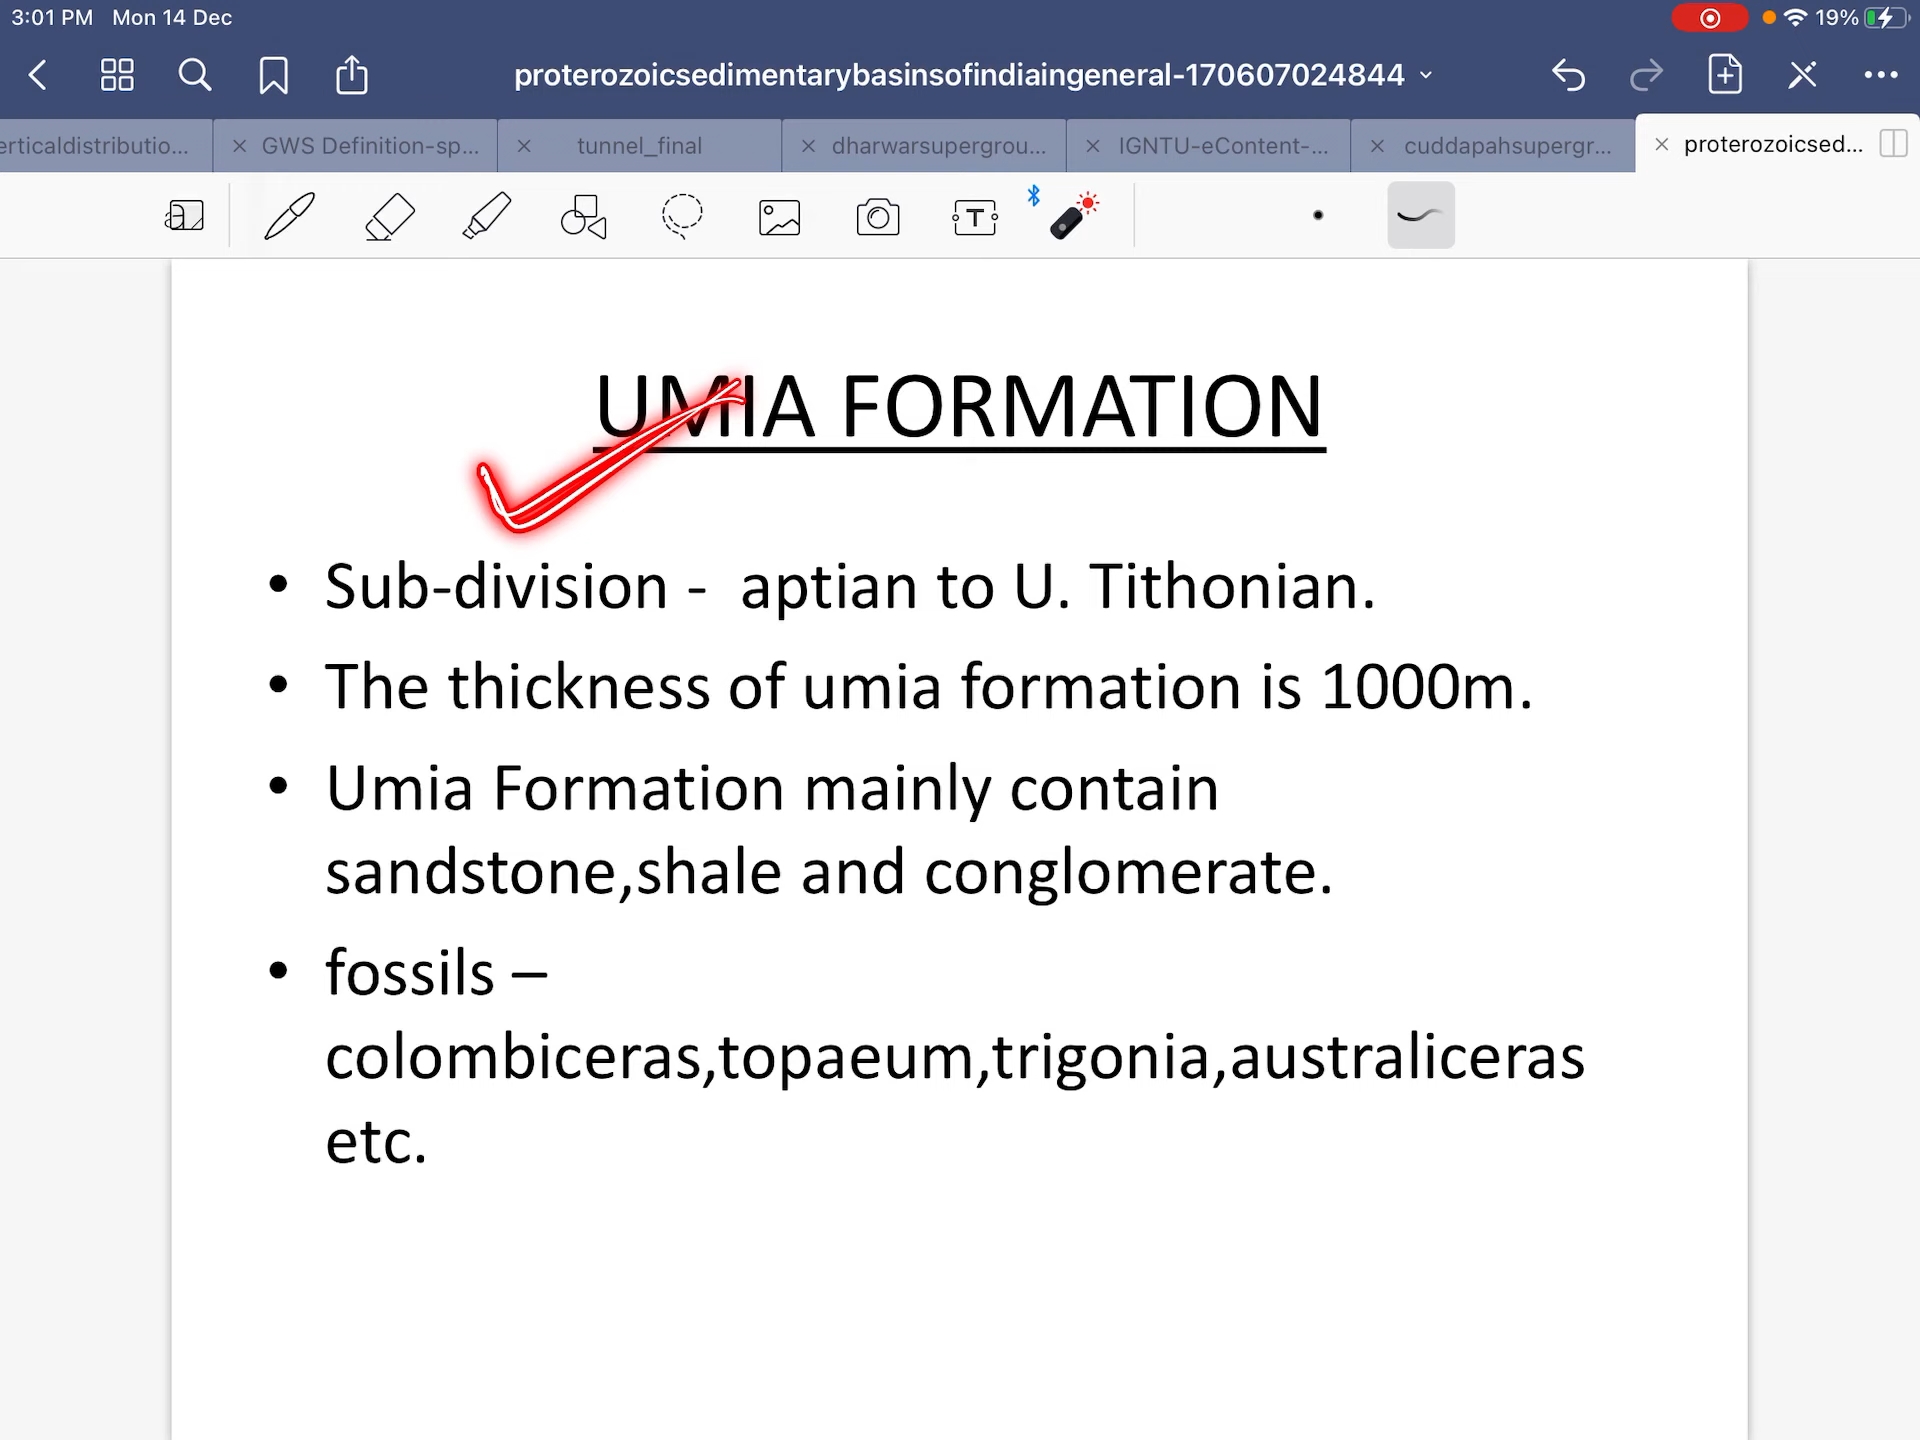 3:01 PM Mon 14 Dec 19%
proterozoicsedimentarybasinsofindiaingeneral-170607024844
erticaldistributio... GWS Definition-sp... tunnel_final dharwarsupergrou... IGNTU-eContent-... cuddapahsupergr... proterozoicsed...
UMIA FORMATION
• Sub-division - aptian to U. Tithonian.
• The thickness of umia formation is 1000m.
• Umia Formation mainly contain
sandstone,shale and conglomerate.
• fossils –
colombiceras,topaeum,trigonia,australiceras
etc.